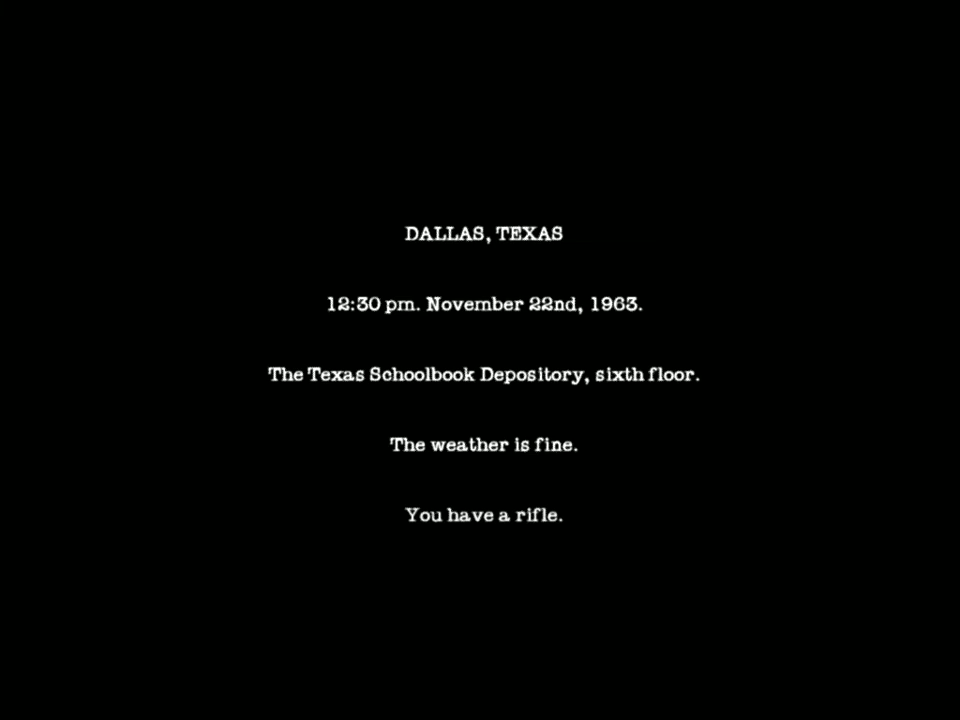 DALLAS, TEXAS
12:30 pm. November 22nd, 1963.
The Texas Schoolbook Depository, sixth floor.
The weather is fine.
You have a rifle.